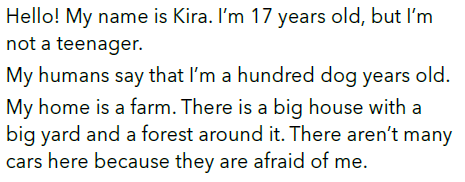 Hello! My name is Kira. I’m 17 years old, but I’m
not a teenager.
My humans say that I’m a hundred dog years old.
My home is a farm. There is a big house with a
big yard and a forest around it. There aren’t many
cars here because they are afraid of me.